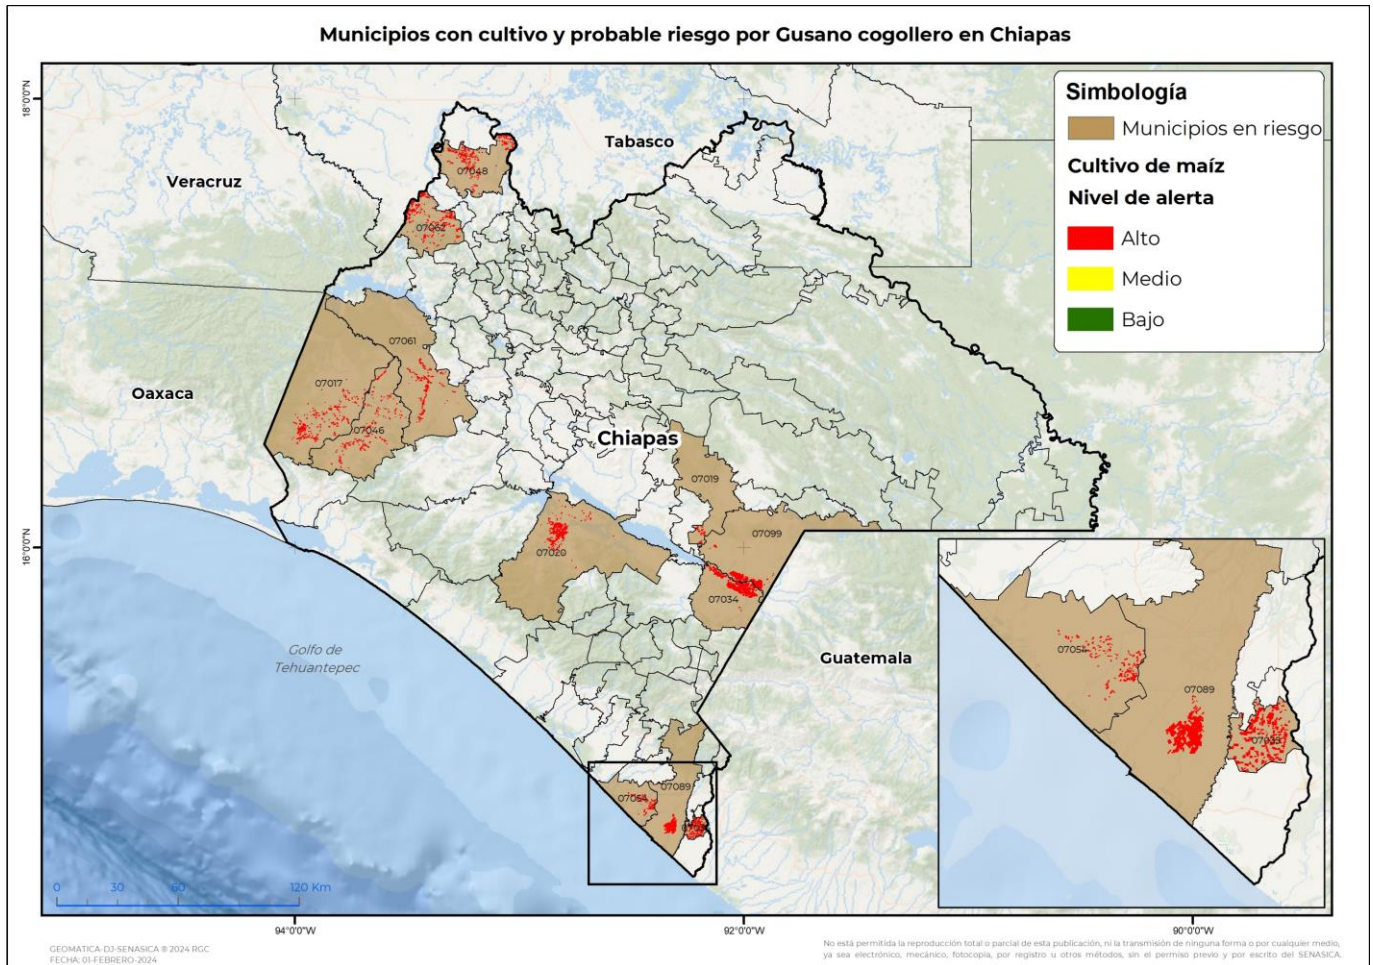 Municipios con cultivo y probable riesgo por Gusano cogollero en Chiapas
Simbología
Municipios en riesgo
Cultivo de maíz
Nivel de alerta
Alto
Medio
Bajo
18°0'0"N
16°0'0"N
Tabasco
Veracruz
07048
07062
07061
07017
Oaxaca
07046
Chiapas
07019
07099
07020
07034
Golfo de
Tehuantepec
Guatemala
07089
07054
07089
0 30 60 120 Km
94°0'0"W
92°0'0"W
90°0'0"W
GEOMATICA-DJ-SENASICA ® 2024 RGC
FECHA: 01-FEBRERO-2024
No está permitida la reproducción total o parcial de esta publicación, ni la transmisión de ninguna forma o por cualquier medio,
ya sea electrónico, mecánico, fotocopia, por registro u otros métodos, sin el permiso previo y por escrito del SENASICA.